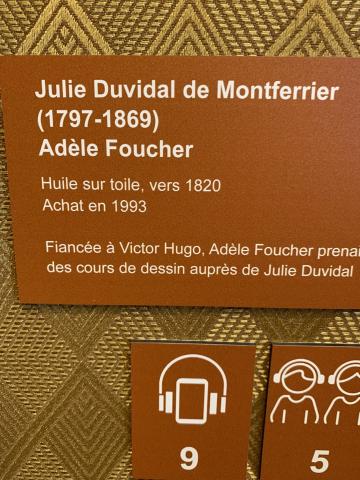 Julie Duvidal de Montferrier
(1797-1869)
Adèle Foucher
Huile sur toile, vers 1820
Achat en 1993
Fiancée à Victor Hugo, Adèle Foucher prenai
des cours de dessin auprès de Julie Duvidal
9
5